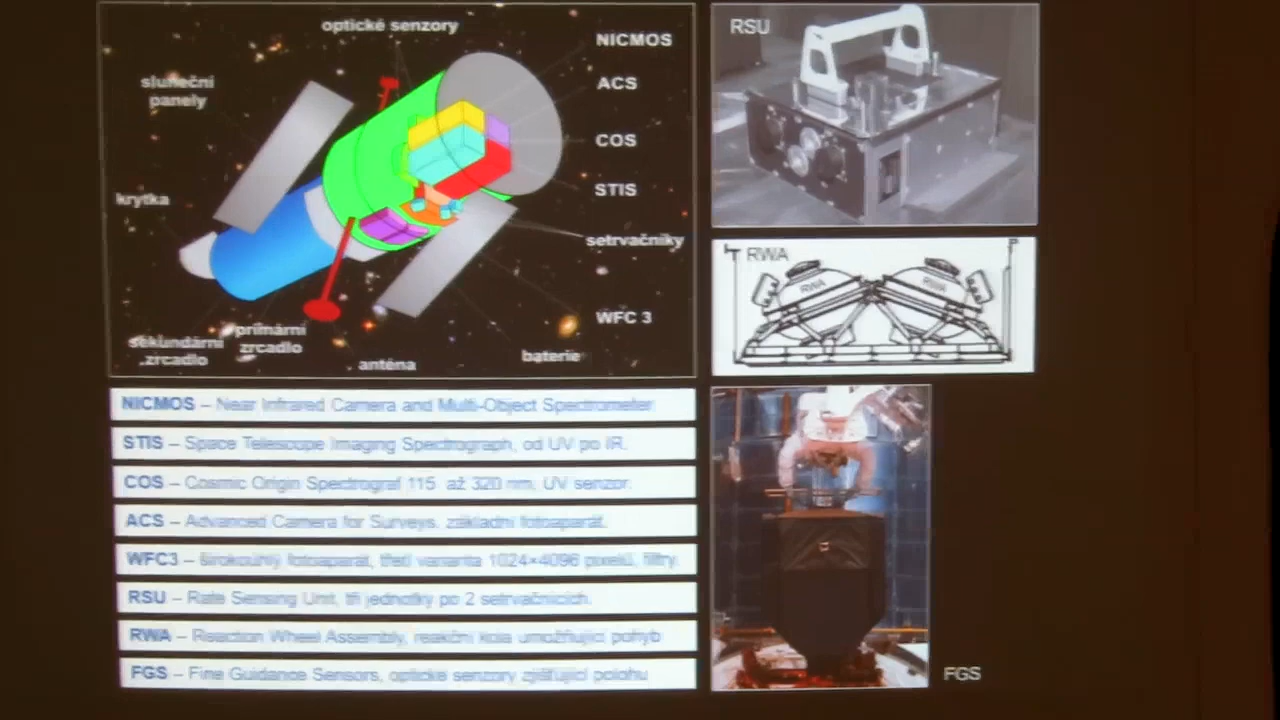 optické senzory
NICMOS
sluneční
panely
ACS
COS
STIS
krytka
setrvačníky
WFC 3
primární
zrcadlo
sekundární
zrcadlo
anténa
baterie
RSU
RWA
RWA
RWA
NICMOS – Near Infrared Camera and Multi-Object Spectrometer
STIS – Space Telescope Imaging Spectrograph, od UV po IR.
COS – Cosmic Origin Spectrograf 115 až 320 nm, UV senzor.
ACS – Advanced Camera for Surveys, základní fotoaparát.
WFC3 – širokoúhlý fotoaparát, třetí varianta 1024×4096 pixelů, filtry.
RSU – Rate Sensing Unit, tři jednotky po 2 setrvačnících.
RWA – Reaction Wheel Assembly, reakční kola umožňující pohyb
FGS – Fine Guidance Sensors, optické senzory zjišťující polohu
FGS